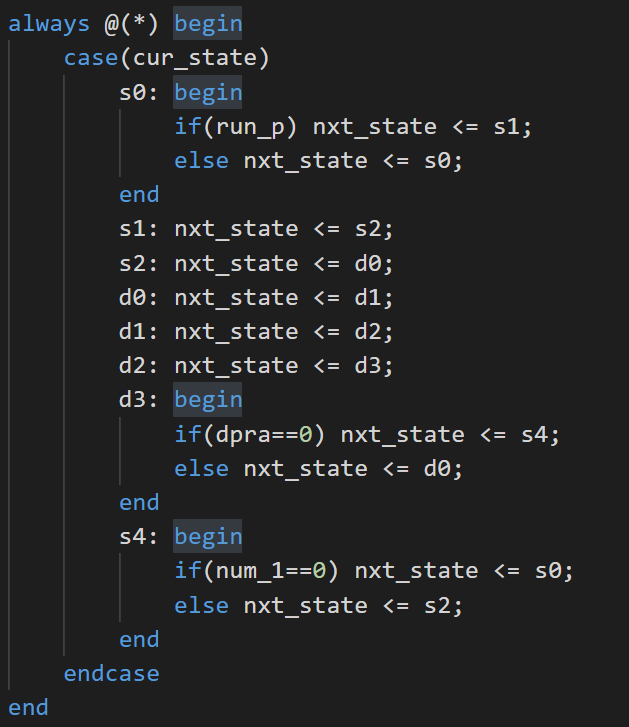 always @(*) begin
    case(cur_state)
        s0: begin
            if(run_p) nxt_state <= s1;
            else nxt_state <= s0;
        end
        s1: nxt_state <= s2;
        s2: nxt_state <= d0;
        d0: nxt_state <= d1;
        d1: nxt_state <= d2;
        d2: nxt_state <= d3;
        d3: begin
            if(dpra==0) nxt_state <= s4;
            else nxt_state <= d0;
        end
        s4: begin
            if(num_1==0) nxt_state <= s0;
            else nxt_state <= s2;
        end
    endcase
end